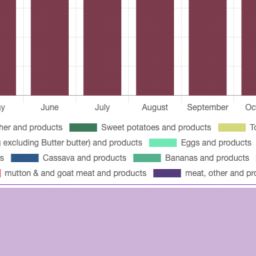 y June July August September Oc
her and products Sweet potatoes and products To
excluding Butter butter) and products Eggs and products
s Cassava and products Bananas and products
mutton & and goat meat and products meat, other and pro